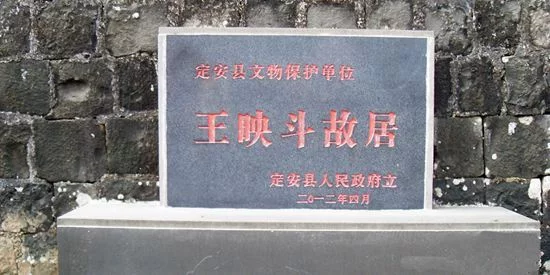 定安县文物保护单位
王映斗故居
定安县人民政府立
二0一二年四月